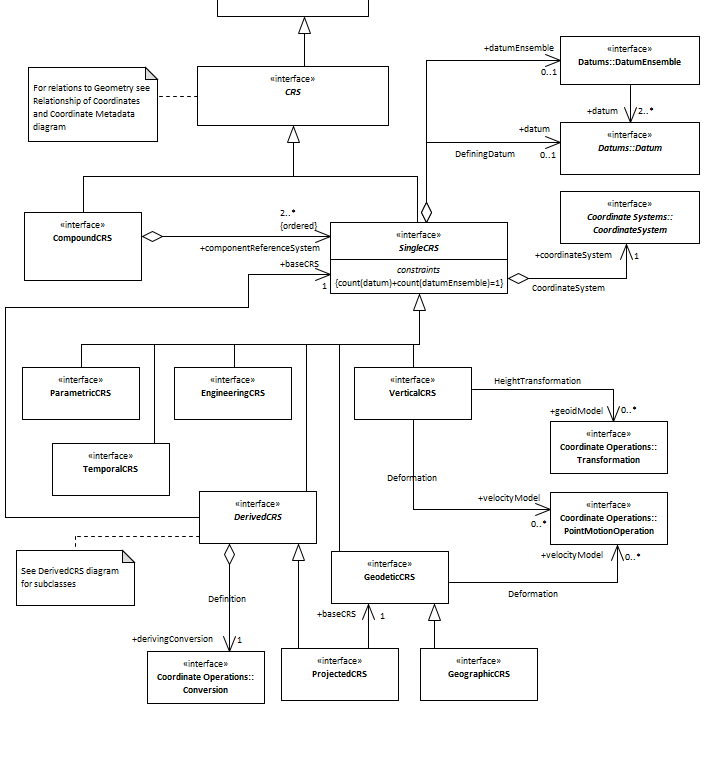 +datumEnsemble
0..1
«interface»
Datums::DatumEnsemble
+datum
2..*
«interface»
CRS
For relations to Geometry see
Relationship of Coordinates
and Coordinate Metadata
diagram
+datum
DefiningDatum
0..1
«interface»
Datums::Datum
«interface»
CompoundCRS
2..*
{ordered}
+componentReferenceSystem
+baseCRS
1
«interface»
SingleCRS
constraints
{count(datum)+count(datumEnsemble)=1}
«interface»
Coordinate Systems::
CoordinateSystem
+coordinateSystem
1
CoordinateSystem
«interface»
ParametricCRS
«interface»
EngineeringCRS
«interface»
VerticalCRS
HeightTransformation
+geoidModel
0..*
«interface»
Coordinate Operations::
Transformation
«interface»
TemporalCRS
Deformation
+velocityModel
0..*
«interface»
Coordinate Operations::
PointMotionOperation
+velocityModel
0..*
«interface»
DerivedCRS
See DerivedCRS diagram
for subclasses
«interface»
GeodeticCRS
Deformation
Definition
+baseCRS
1
+derivingConversion
1
«interface»
Coordinate Operations::
Conversion
«interface»
ProjectedCRS
«interface»
GeographicCRS